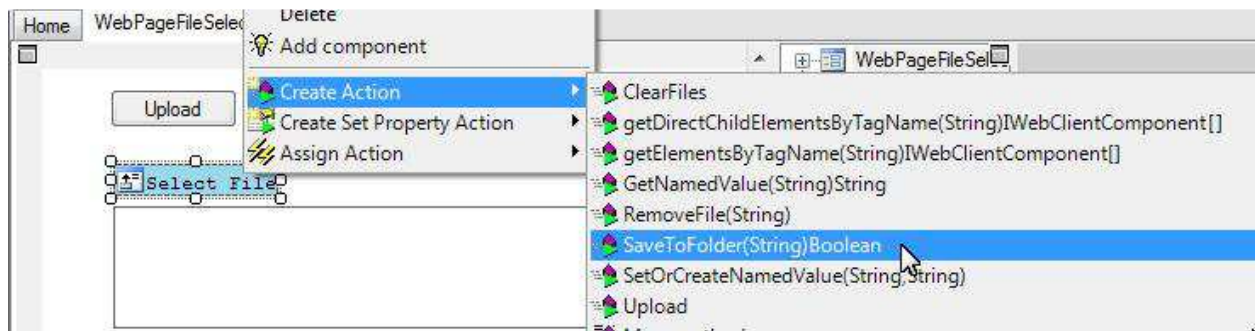 Home
WebPageFileSelec
Delete
Add component
WebPageFileSel
Upload
Create Action
Create Set Property Action
Assign Action
Select File
ClearFiles
getDirectChildElementsByTagName(String)IWebClientComponent[]
getElementsByTagName(String)IWebClientComponent[]
GetNamedValue(String)String
RemoveFile(String)
SaveToFolder(String)Boolean
SetOrCreateNamedValue(String,String)
Upload